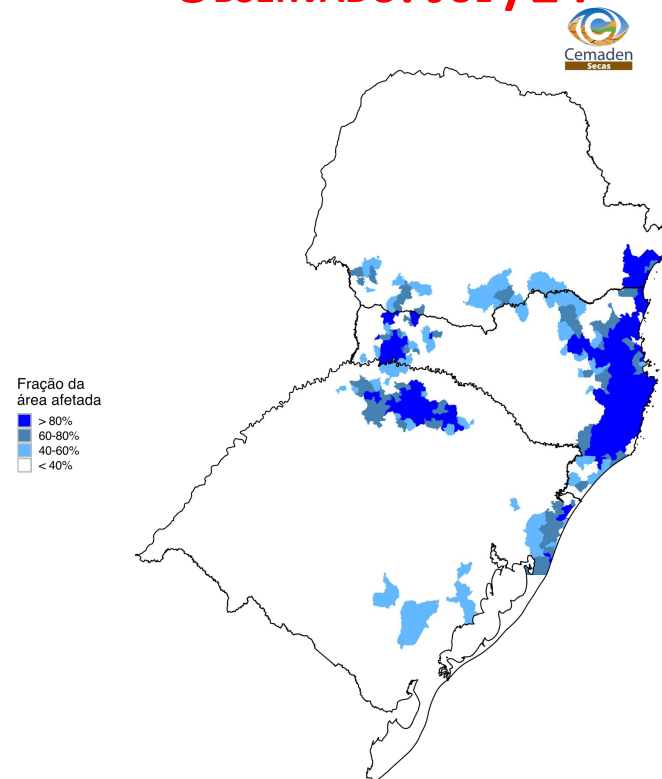 Cemaden
Secas
Fração da
área afetada
> 80%
60-80%
40-60%
< 40%